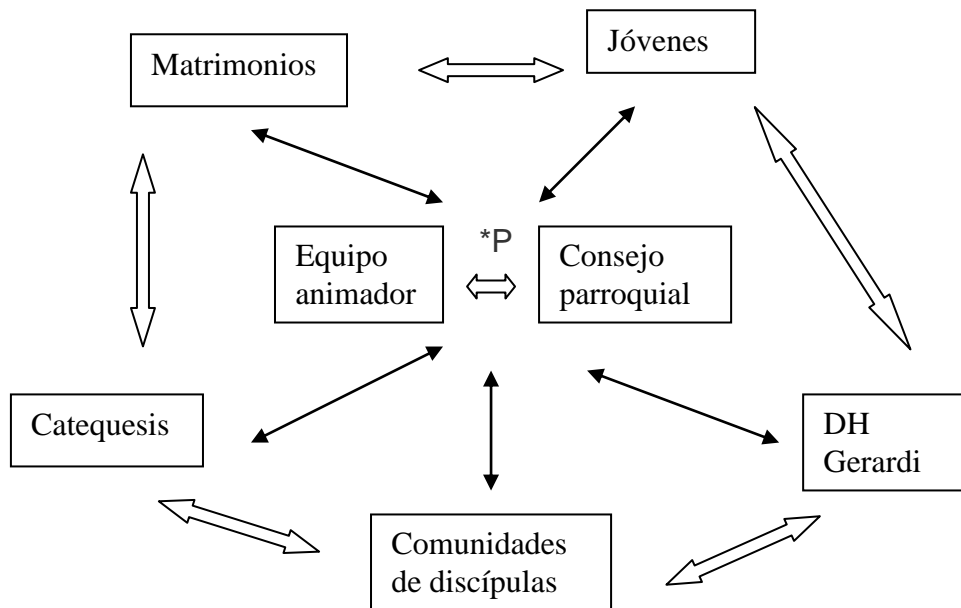 Jóvenes
Matrimonios
*P
Equipo
animador
Consejo
parroquial
Catequesis
DH
Gerardi
Comunidades
de discípulas